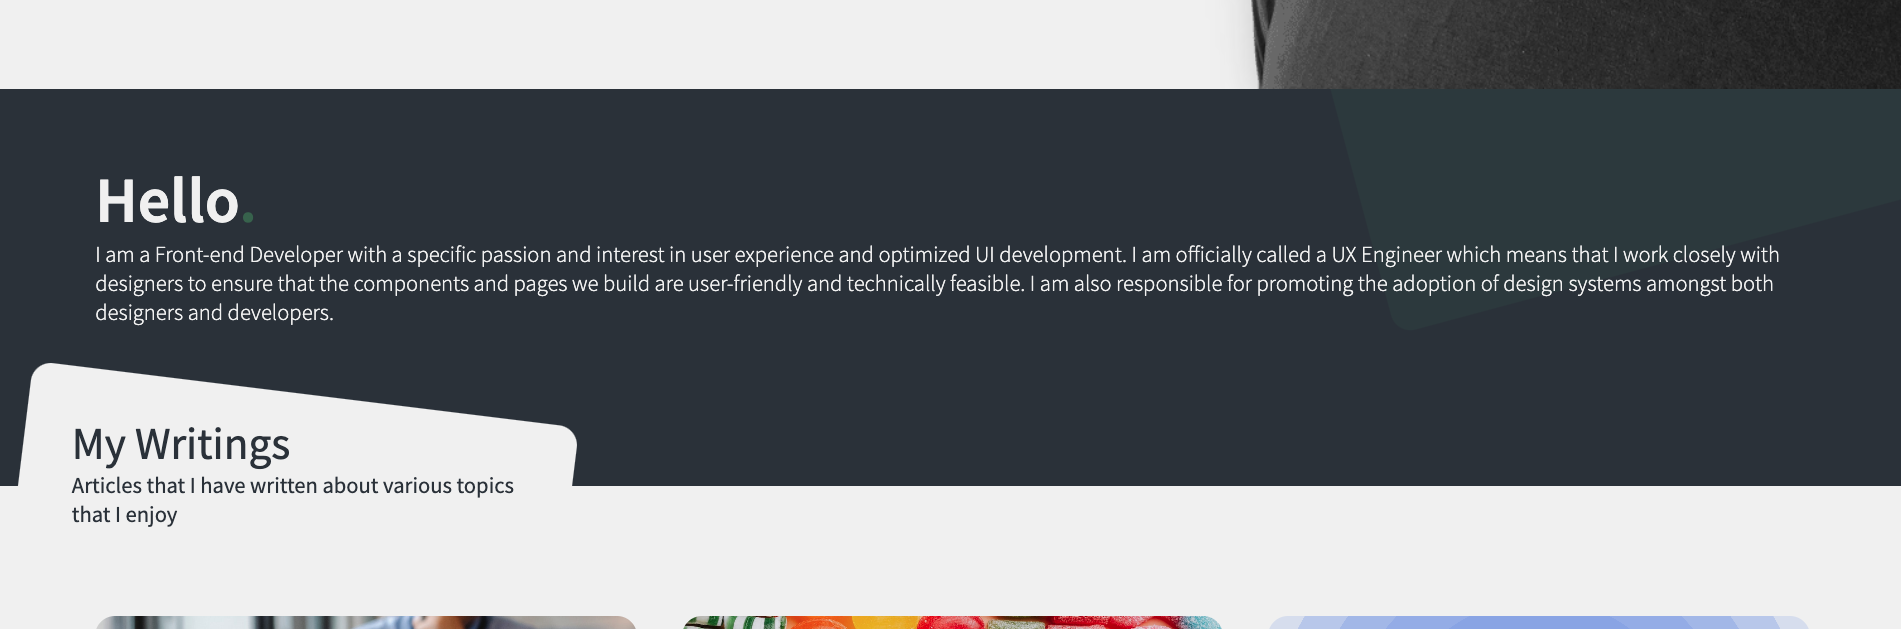 Hello.
I am a Front-end Developer with a specific passion and interest in user experience and optimized UI development. I am officially called a UX Engineer which means that I work closely with
designers to ensure that the components and pages we build are user-friendly and technically feasible. I am also responsible for promoting the adoption of design systems amongst both
designers and developers.
My Writings
Articles that I have written about various topics
that I enjoy